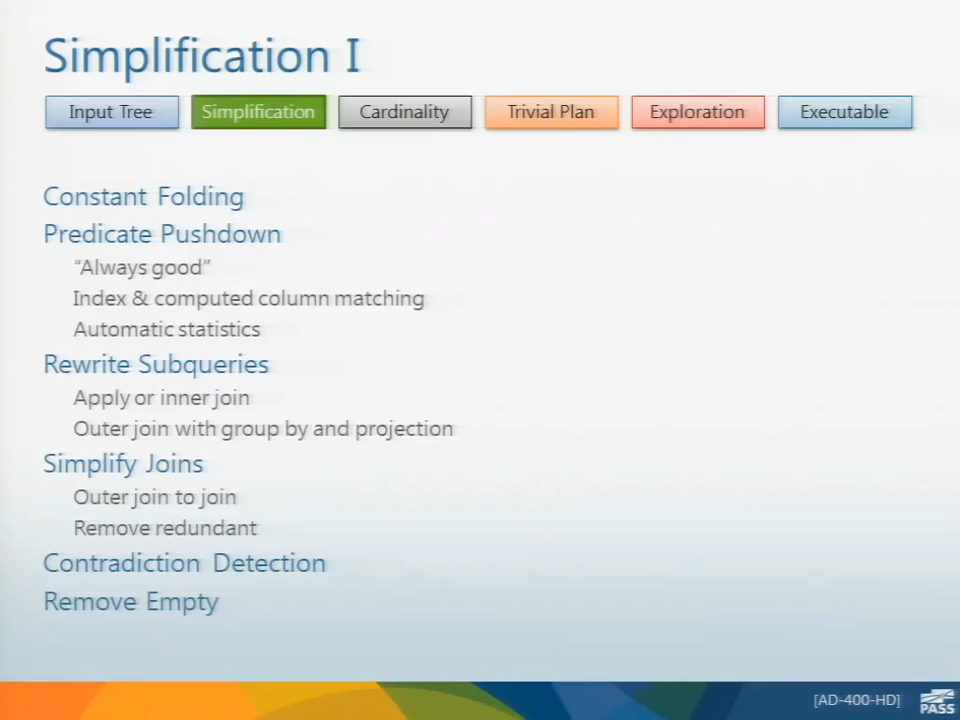 Simplification I
Input Tree Simplification Cardinality Trivial Plan Exploration Executable
Constant Folding
Predicate Pushdown
“Always good”
Index & computed column matching
Automatic statistics
Rewrite Subqueries
Apply or inner join
Outer join with group by and projection
Simplify Joins
Outer join to join
Remove redundant
Contradiction Detection
Remove Empty
[AD-400-HD]
PASS